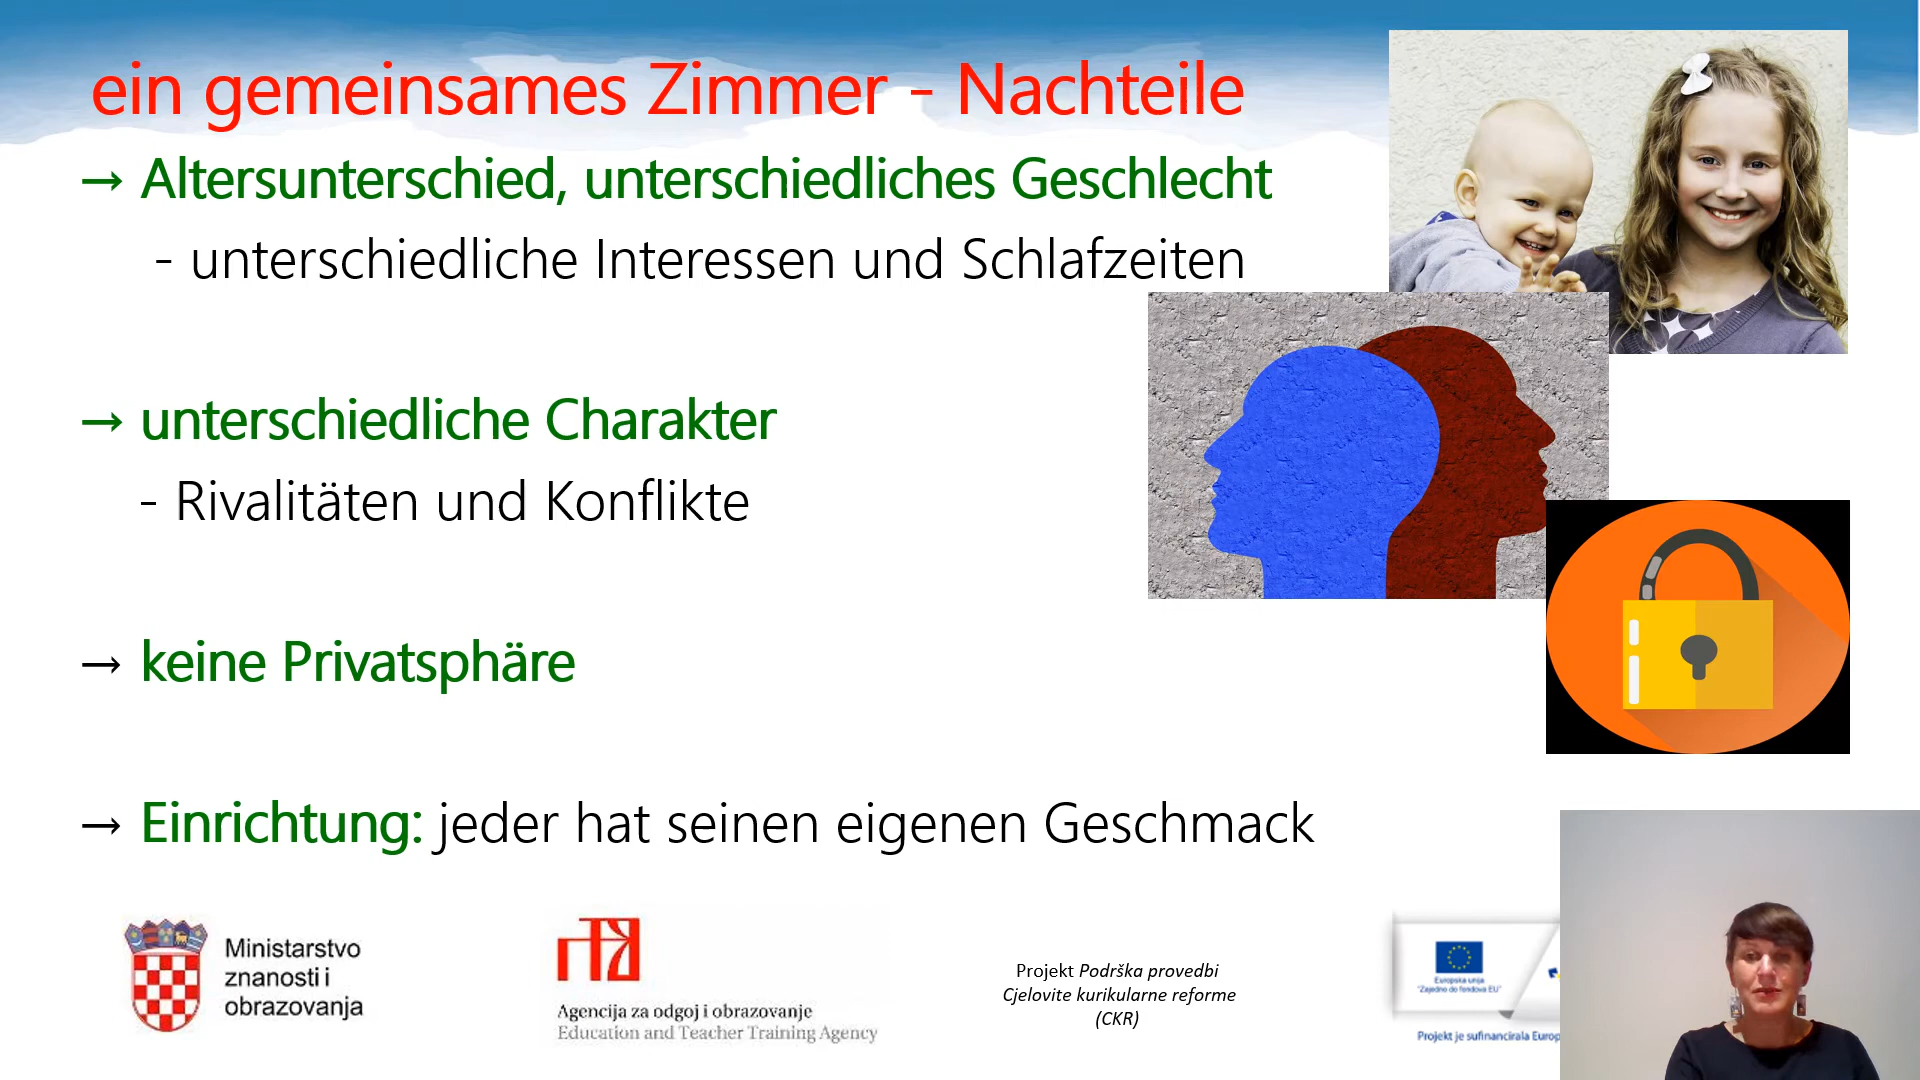 ein gemeinsames Zimmer - Nachteile
→ Altersunterschied, unterschiedliches Geschlecht
- unterschiedliche Interessen und Schlafzeiten
→ unterschiedliche Charakter
- Rivalitäten und Konflikte
→ keine Privatsphäre
→ Einrichtung: jeder hat seinen eigenen Geschmack
Ministarstvo
znanosti i
obrazovanja
Agencija za odgoj i obrazovanje
Education and Teacher Training Agency
Projekt Podrška provedbi
Cjelovite kurikularne reforme
(CKR)
Europska unija
"Zajedno do fondova EU"
Projekt je sufinancirala Europ